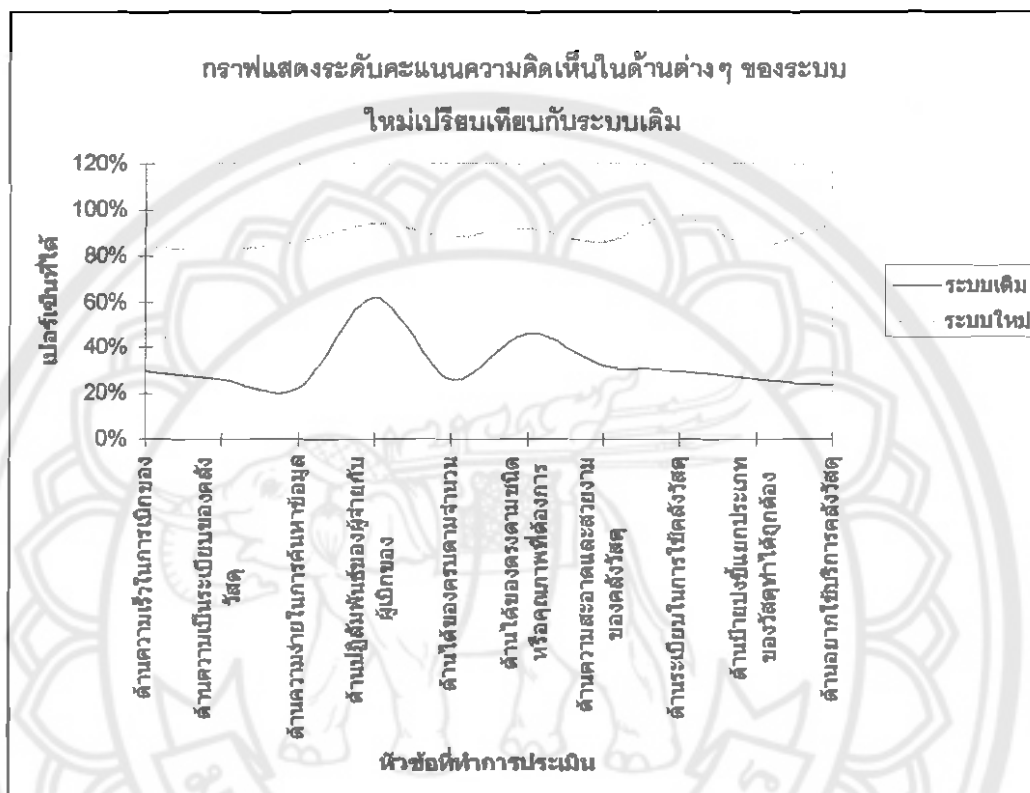 กราฟแสดงระดับคะแนนความคิดเห็นในด้านต่างๆ ของระบบ
ใหม่เปรียบเทียบกับระบบเดิม
120%
100%
80%
60%
40%
20%
0%
เปอร์เซ็นที่ได้
ระบบเดิม
ระบบใหม่
ด้านความเร็วในการเบิกของ
ด้านความเป็นระเบียบของคลัง
วัสดุ
ด้านความง่ายในการค้นหาข้อมูล
ด้านปฏิสัมพันธ์ของผู้จ่ายกับ
ผู้เบิกของ
ด้านได้ของครบตามจำนวน
ด้านได้ของตรงตามชนิด
หรือคุณภาพที่ต้องการ
ด้านความสะอาดและสวยงาม
ของคลังวัสดุ
ด้านระเบียบในการใช้คลังวัสดุ
ด้านป้ายบ่งชี้แยกประเภท
ของวัสดุทำได้ถูกต้อง
ด้านอยากใช้บริการคลังวัสดุ
หัวข้อที่ทำการประเมิน